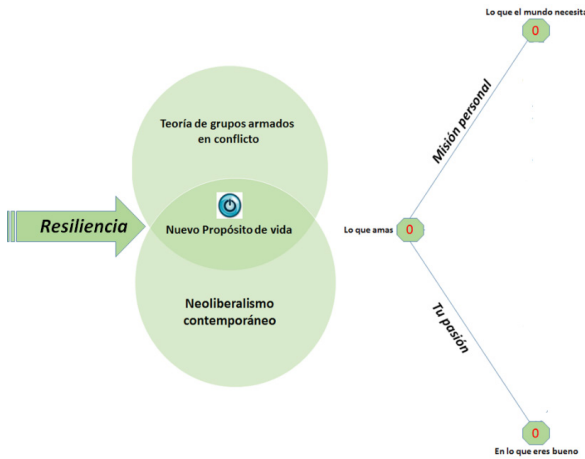 Lo que el mundo necesita
0
Misión personal
Teoría de grupos armados
en conflicto
Resiliencia
Nuevo Propósito de vida
Lo que amas
0
Neoliberalismo
contemporáneo
Tu pasión
0
En lo que eres bueno